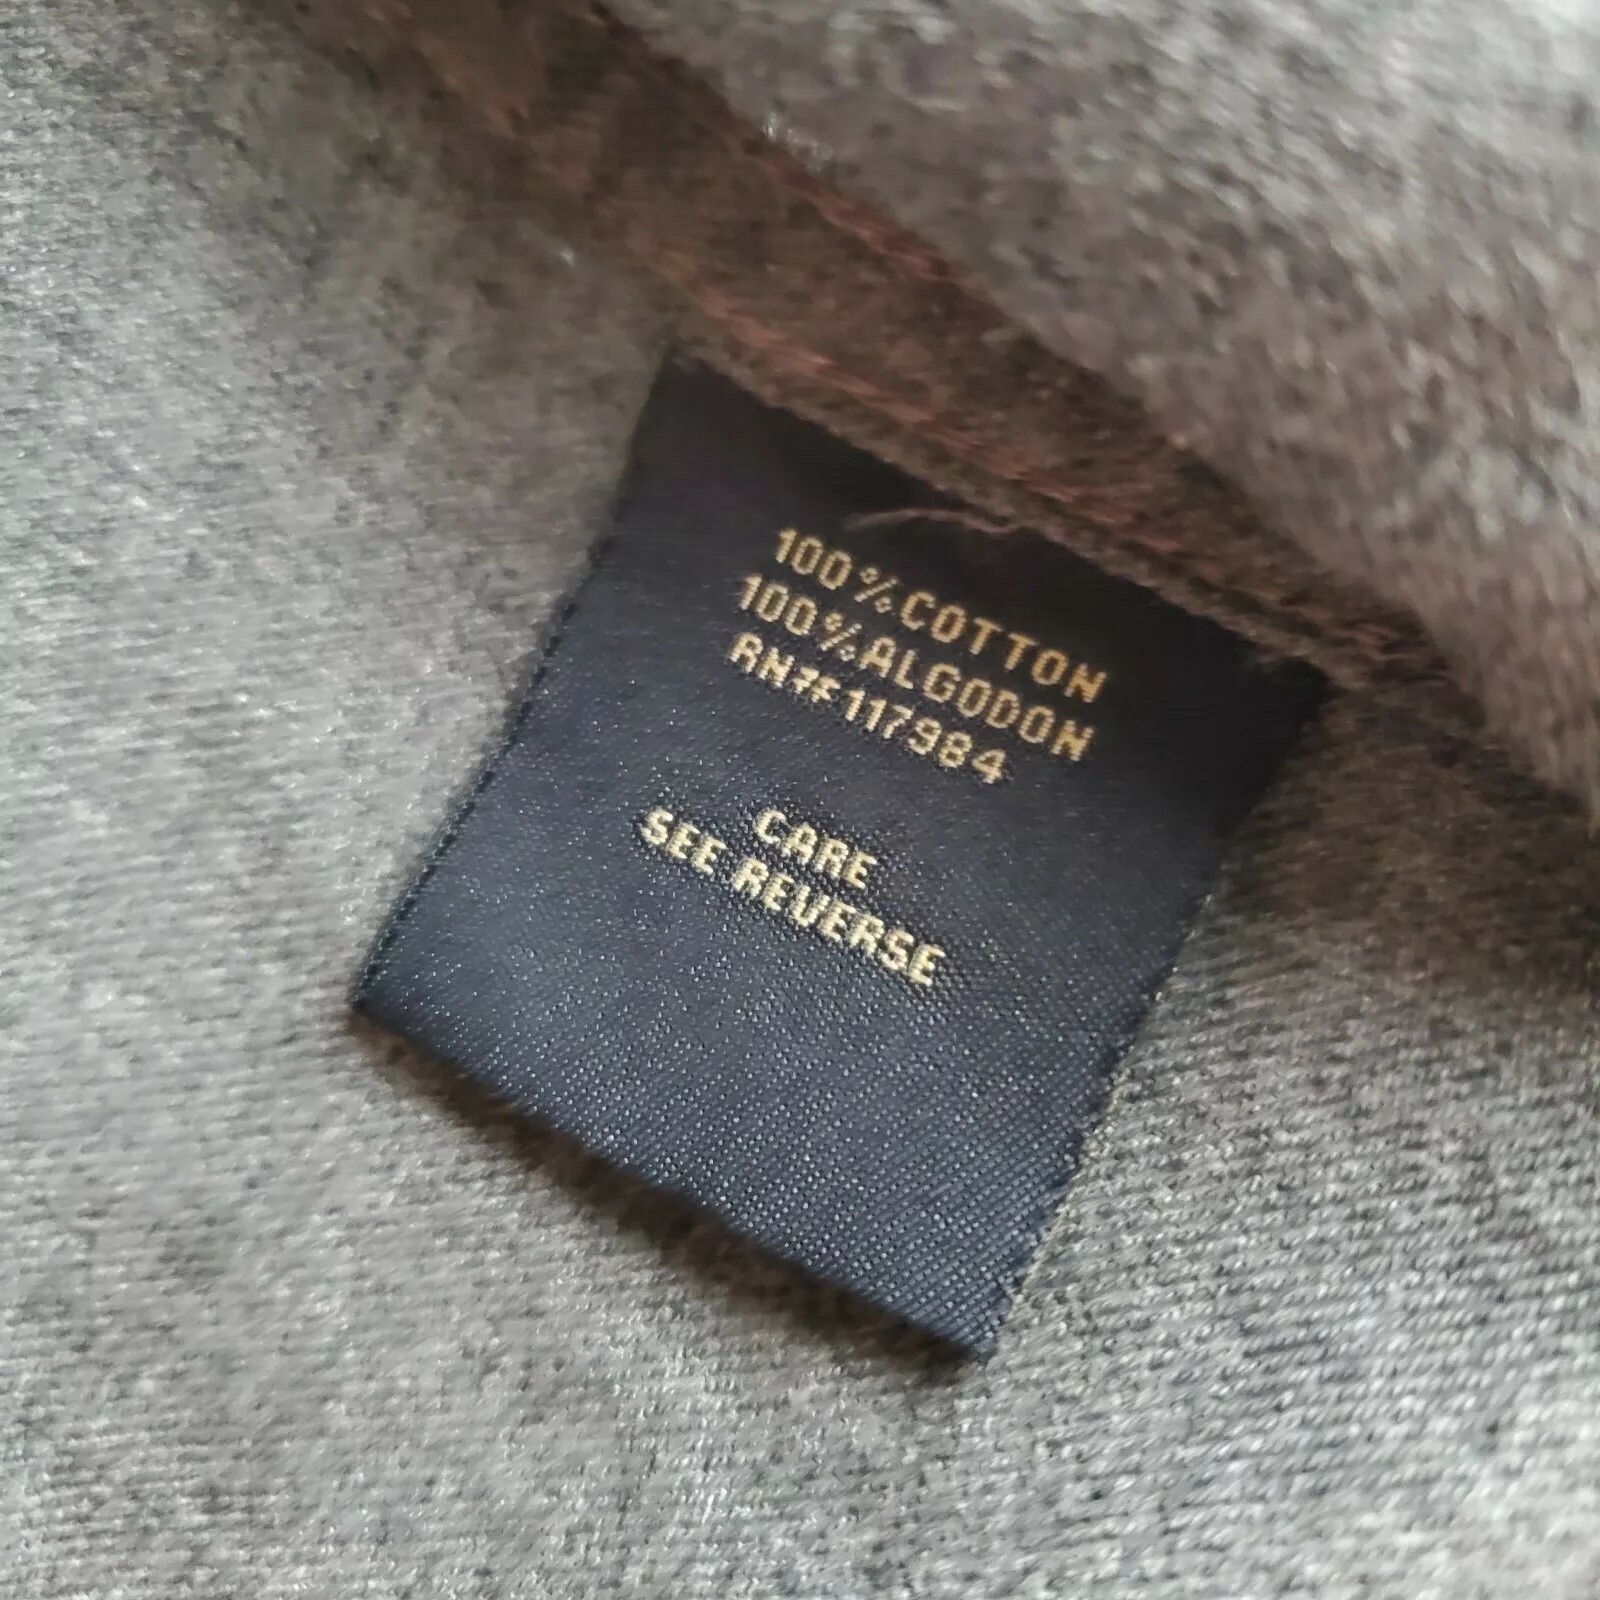 100%COTTON
100%ALGODON
RN#117984
CARE
SEE REVERSE